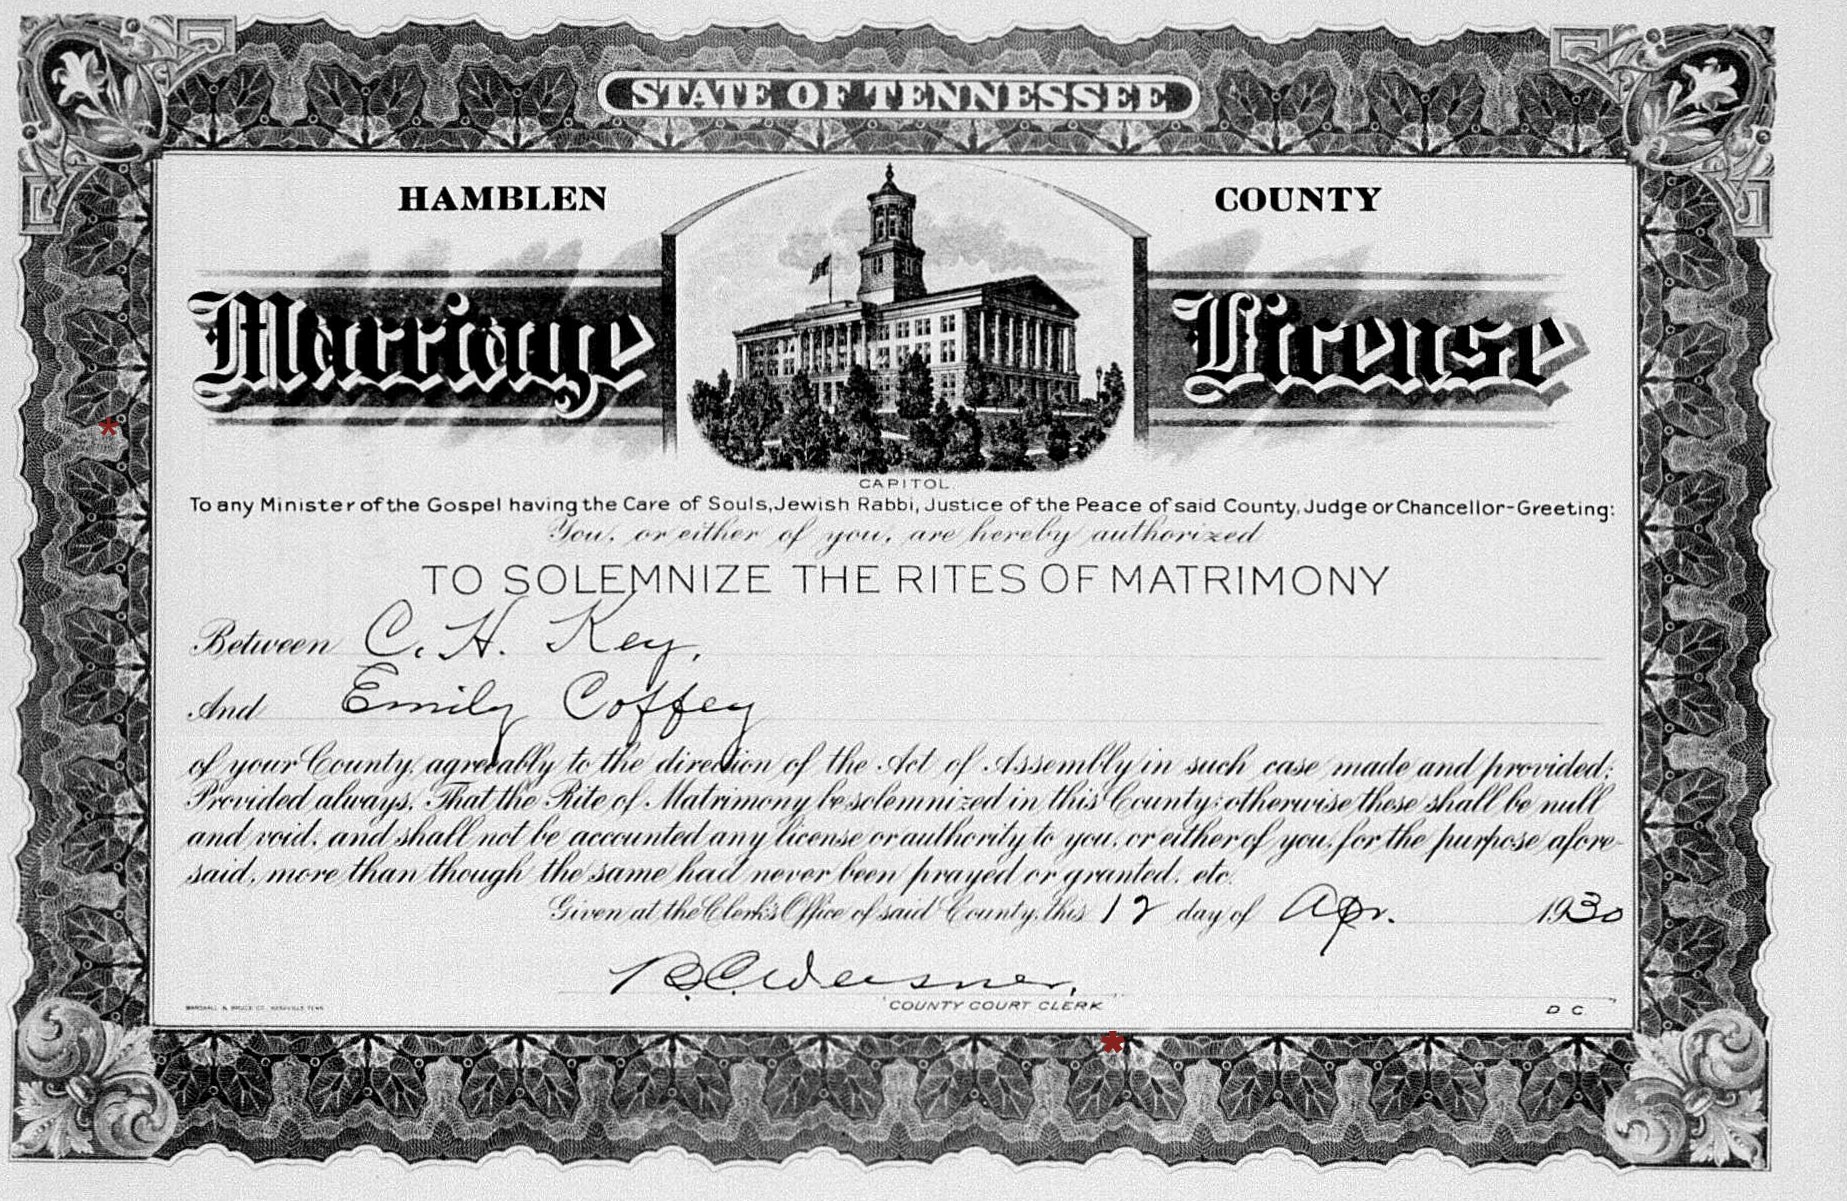 STATE OF TENNESSEE
HAMBLEN COUNTY
Marriage License
CAPITOL
To any Minister of the Gospel having the Care of Souls, Jewish Rabbi, Justice of the Peace of said County, Judge or Chancellor-Greeting:
You, or either of you, are hereby authorized
TO SOLEMNIZE THE RITES OF MATRIMONY
Between C. H. Key,
And Emily Coffey
of your County, agreeably to the direction of the Act of Assembly in such case made and provided;
Provided always, That the Rite of Matrimony be solemnized in this County; otherwise these shall be null
and void, and shall not be accounted any license or authority to you, or either of you, for the purpose afore-
said, more than though the same had never been prayed or granted, etc.
Given at the Clerk's Office of said County, this 12 day of Apr. 1930
B.C. Weesner,
COUNTY COURT CLERK
MARSHALL & BRUCE CO. NASHVILLE TENN
D C